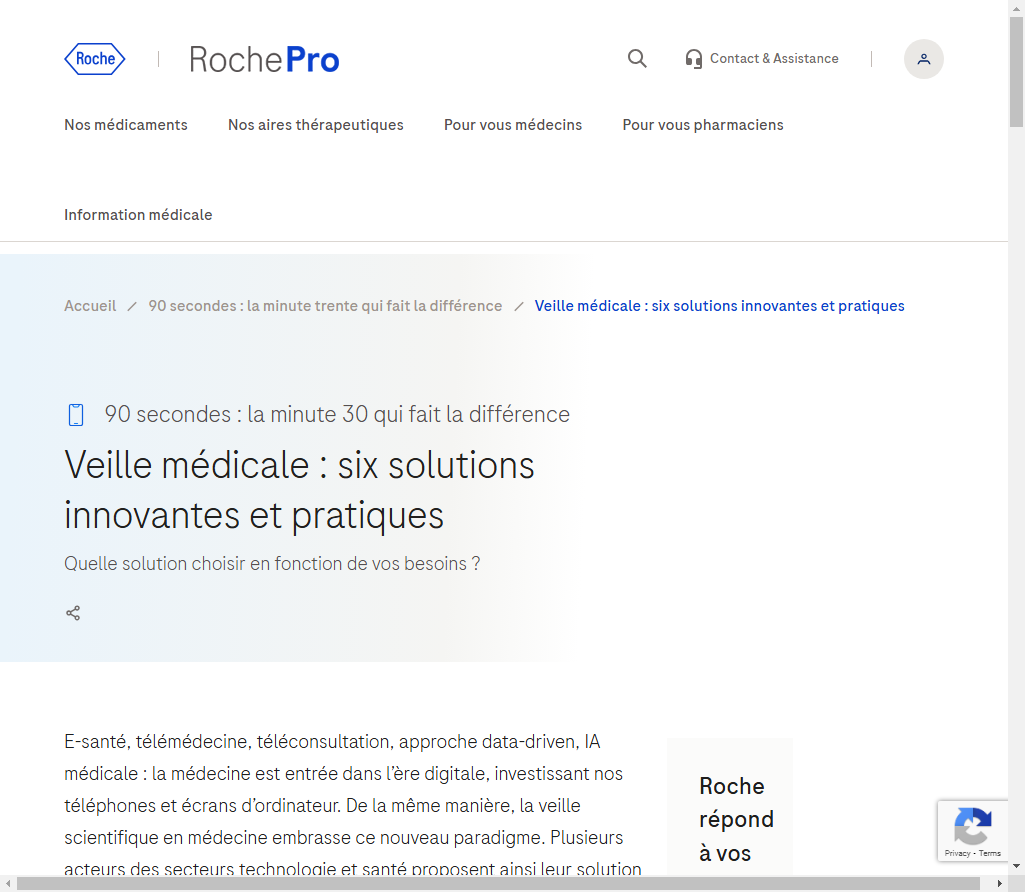 Roche
RochePro
Contact & Assistance
Nos médicaments
Nos aires thérapeutiques
Pour vous médecins
Pour vous pharmaciens
Information médicale
Accueil / 90 secondes : la minute trente qui fait la différence / Veille médicale : six solutions innovantes et pratiques
90 secondes : la minute 30 qui fait la différence
Veille médicale : six solutions
innovantes et pratiques
Quelle solution choisir en fonction de vos besoins ?
E-santé, télémédecine, téléconsultation, approche data-driven, IA
médicale : la médecine est entrée dans l’ère digitale, investissant nos
téléphones et écrans d’ordinateur. De la même manière, la veille
scientifique en médecine embrasse ce nouveau paradigme. Plusieurs
acteurs des secteurs technologie et santé proposent ainsi leur solution
Roche
répond
à vos
Privacy - Terms